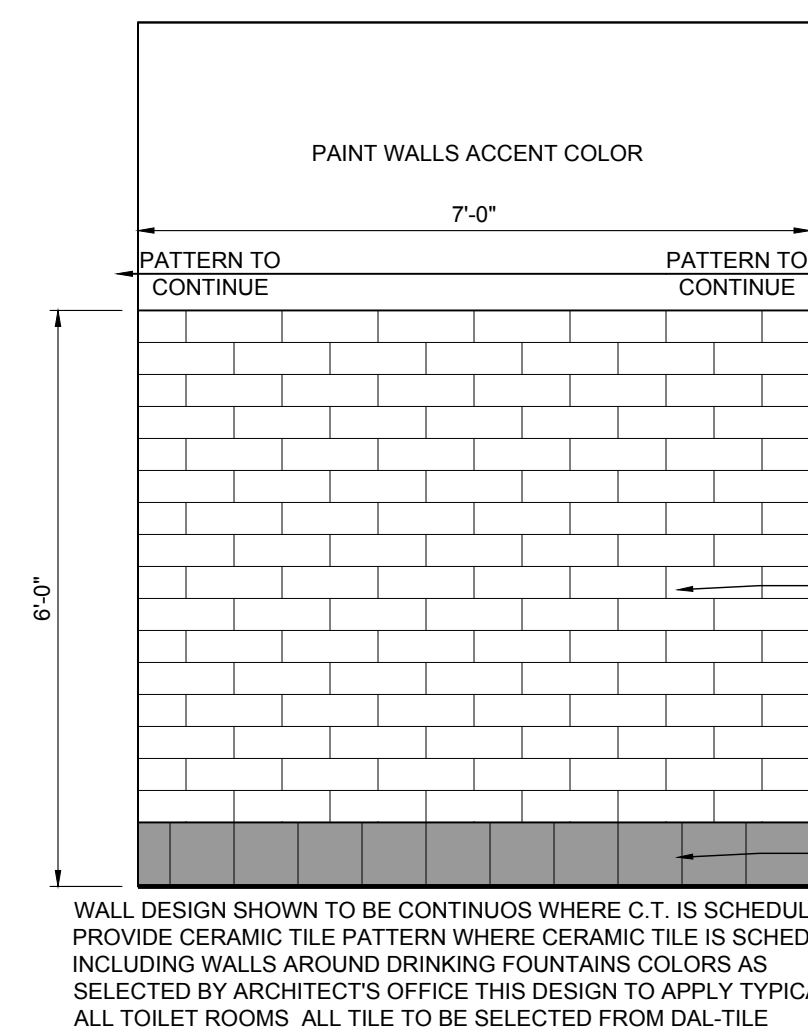 PAINT WALLS ACCENT COLOR
7'-0"
PATTERN TO
CONTINUE
PATTERN TO
CONTINUE
6'-0"
WALL DESIGN SHOWN TO BE CONTINUOS WHERE C.T. IS
PROVIDE CERAMIC TILE PATTERN WHERE CERAMIC TILE IS
INCLUDING WALLS AROUND DRINKING FOUNTAINS COLORS AS
SELECTED BY ARCHITECT'S OFFICE THIS DESIGN TO APPLY
ALL TOILET ROOMS ALL TILE TO BE SELECTED FROM DAL-TILE